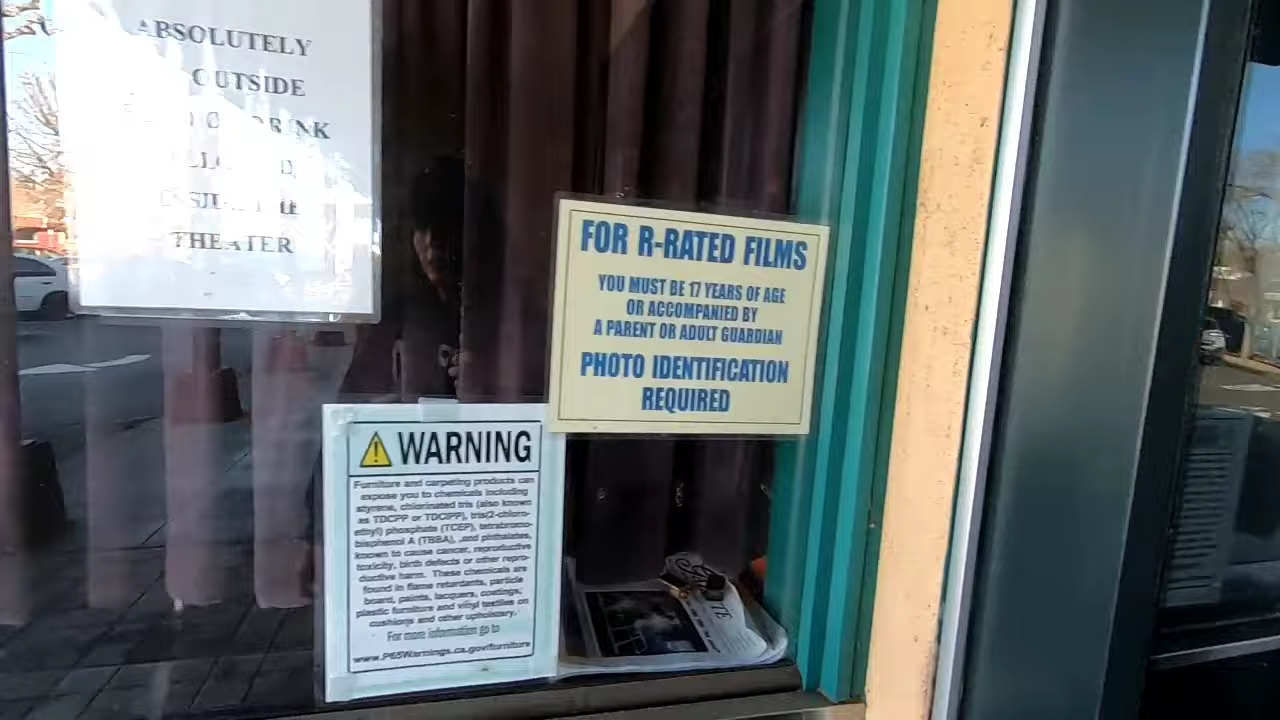 ABSOLUTELY
OUTSIDE
DRINK
THEATER
FOR R-RATED FILMS
YOU MUST BE 17 YEARS OF AGE
OR ACCOMPANIED BY
A PARENT OR ADULT GUARDIAN
PHOTO IDENTIFICATION
REQUIRED
WARNING
Furniture and carpeting products can
expose you to chemicals including
styrene, chlorinated tris (also known
as TDCPP or TDCIPP), tris(2-chloro-
ethyl) phosphate (TCEP), tetrabromo-
bisphenol A (TBBA), and phthalates,
known to cause cancer, reproductive
toxicity, birth defects or other repro-
ductive harm. These chemicals are
found in flame retardants, particle
board, paints, lacquers, coatings,
plastic furniture and vinyl textiles on
cushions and other upholstery.
For more information go to
www.P65Warnings.ca.gov/furniture